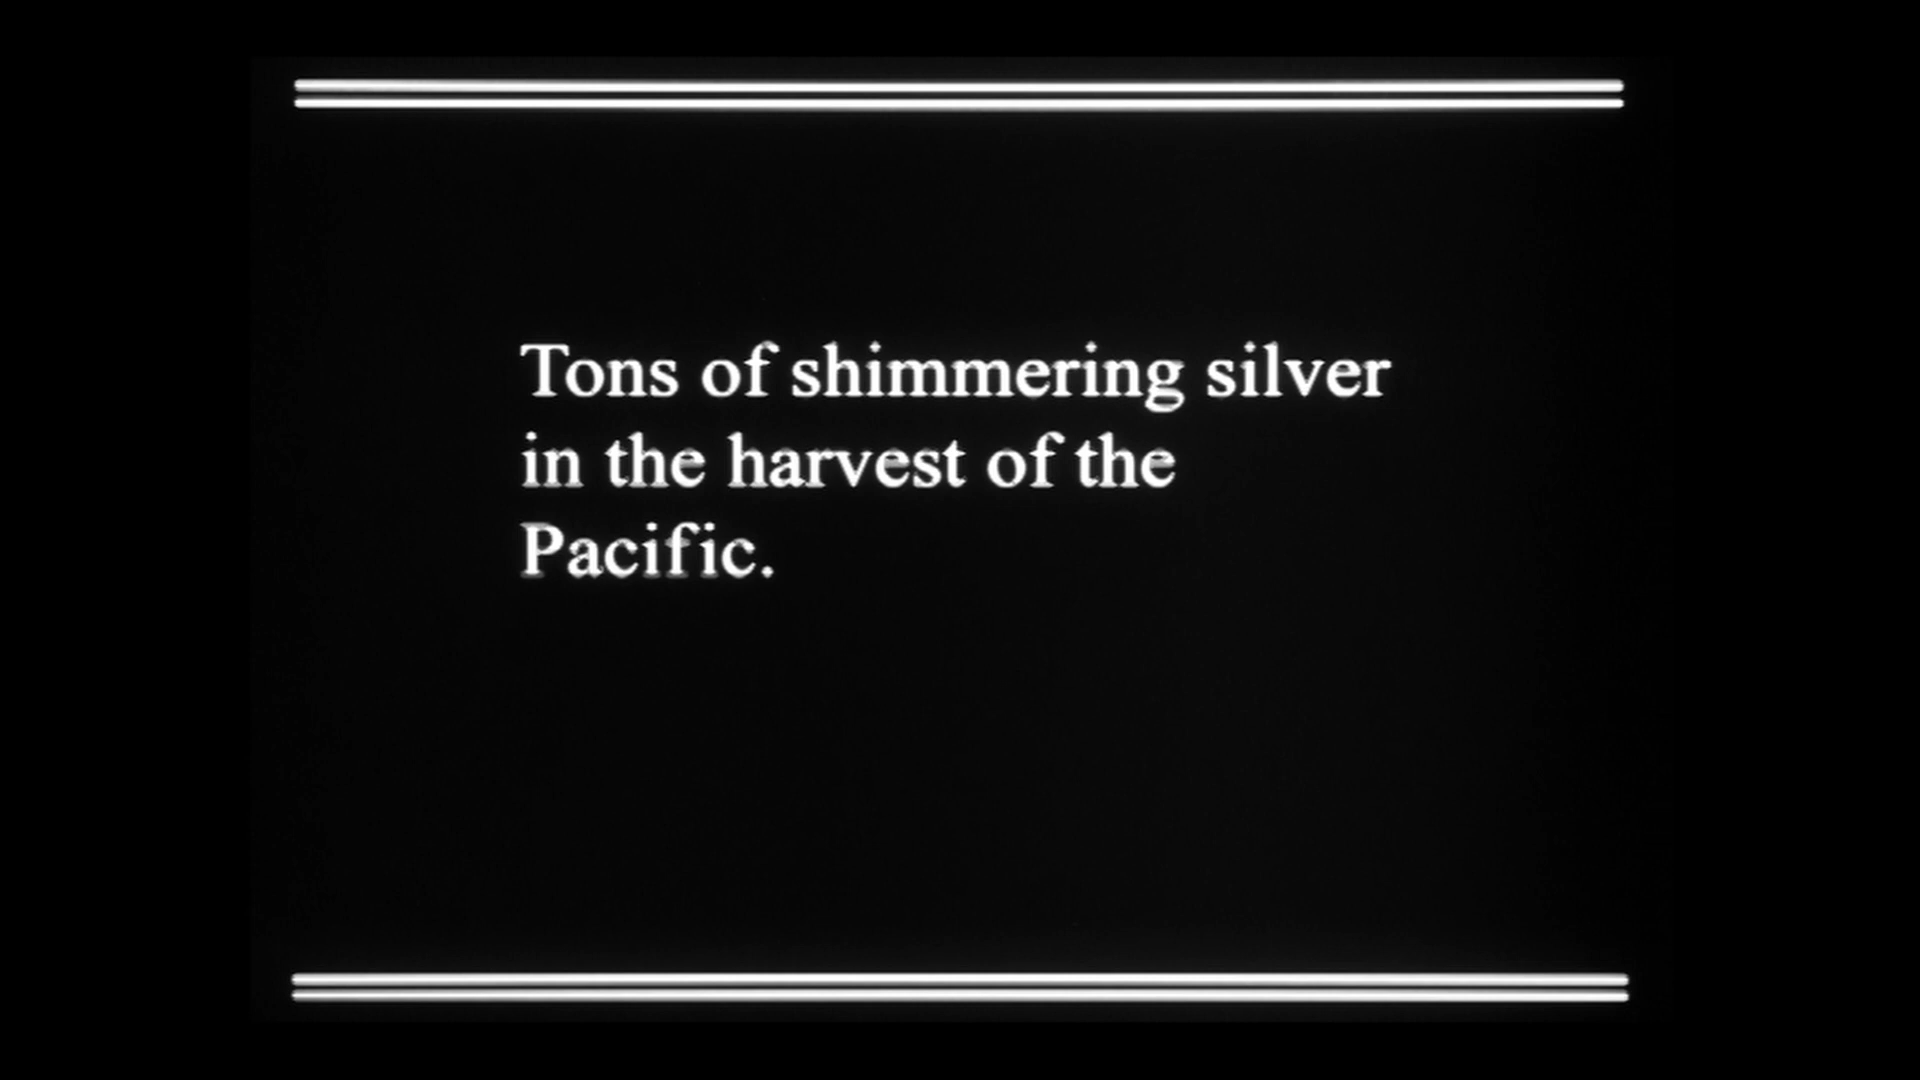 Tons of shimmering silver
in the harvest of the
Pacific.